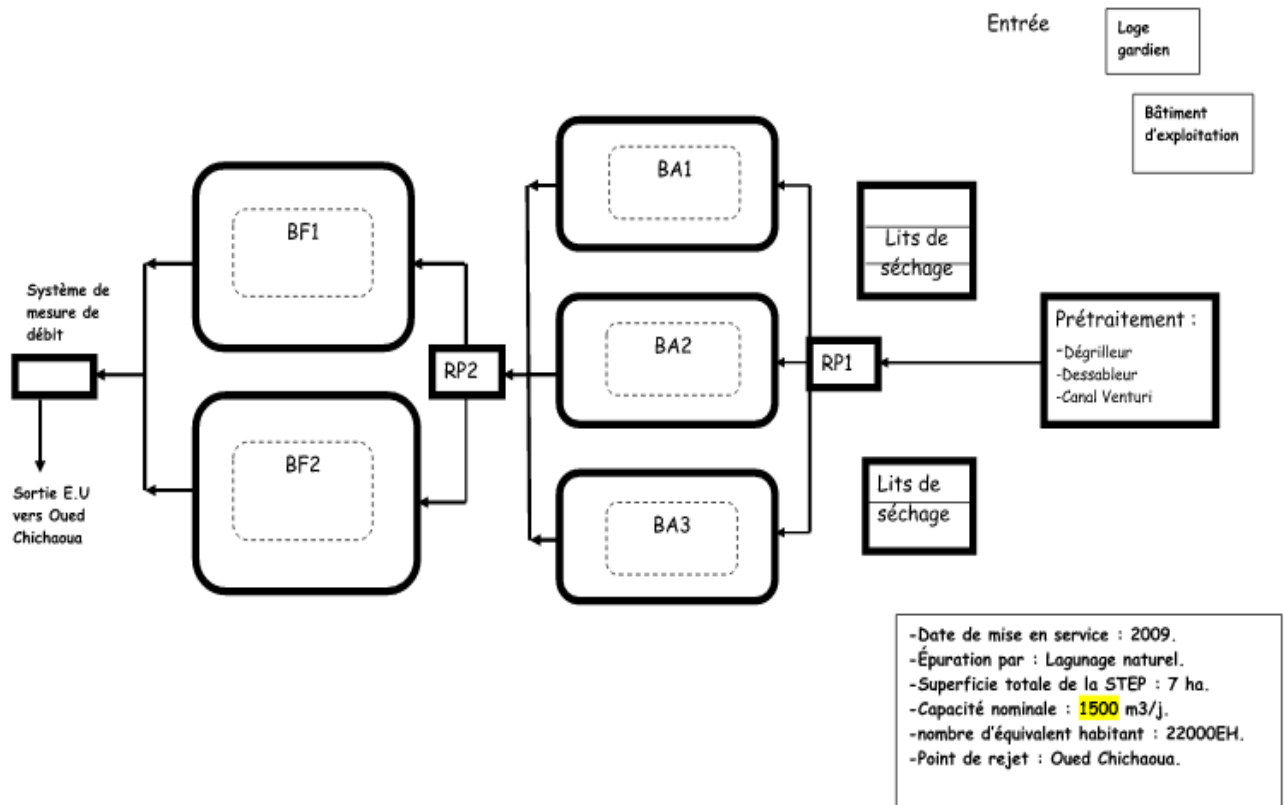 Entrée
Loge
gardien
Bâtiment
d'exploitation
BA1
BF1
Lits de
séchage
Système de
mesure de
débit
Prétraitement :
-Dégrilleur
-Dessableur
-Canal Venturi
BA2
RP1
RP2
BF2
Lits de
séchage
Sortie E.U
vers Oued
Chichaoua
BA3
-Date de mise en service : 2009.
-Épuration par : Lagunage naturel.
-Superficie totale de la STEP : 7 ha.
-Capacité nominale : 1500 m3/j.
-nombre d'équivalent habitant : 22000EH.
-Point de rejet : Oued Chichaoua.